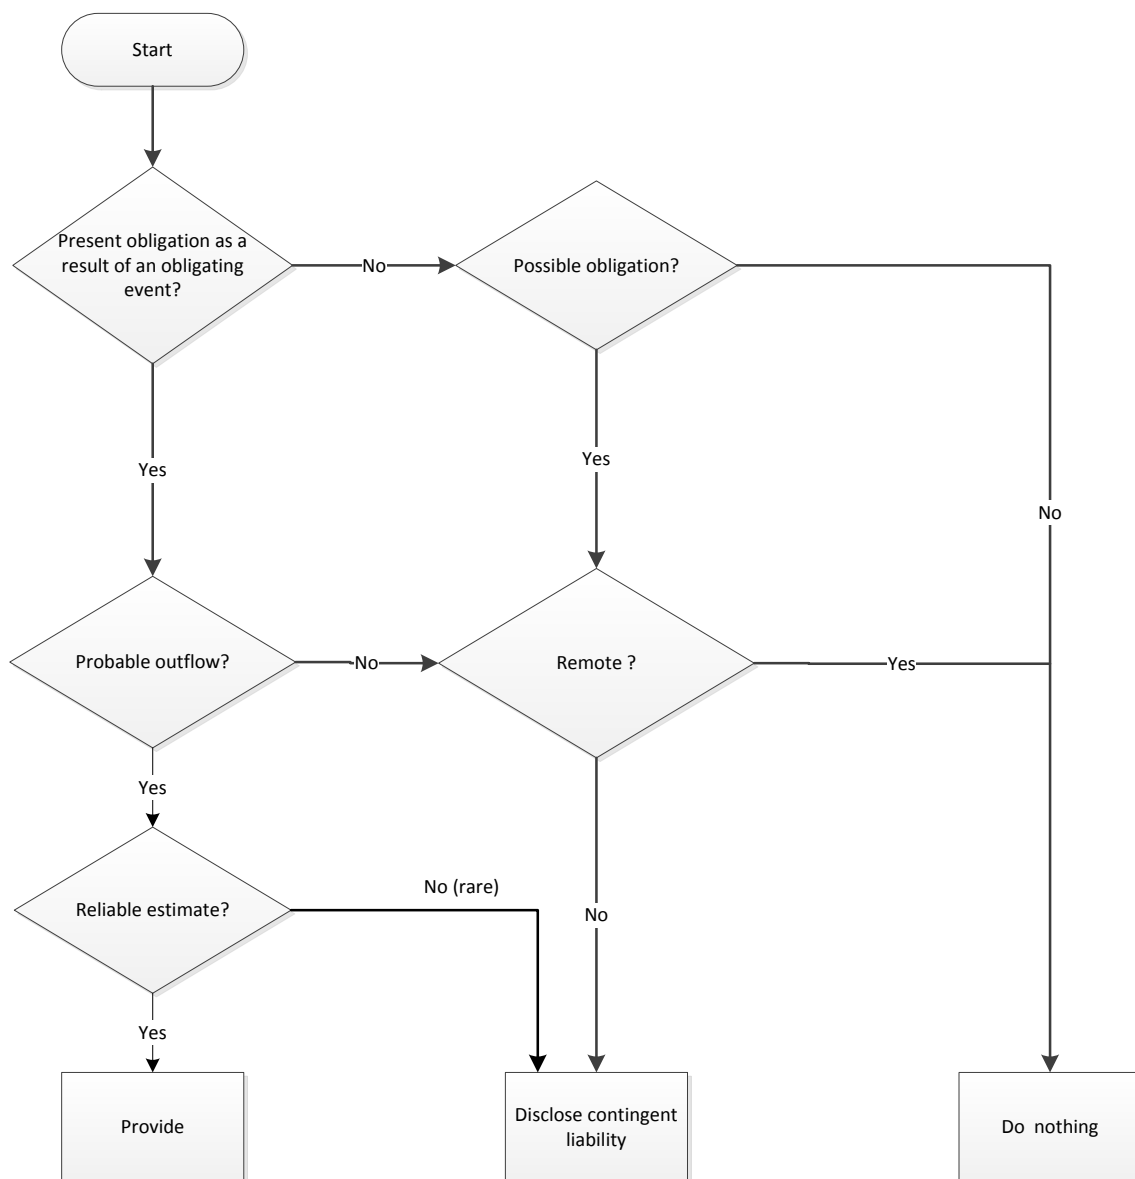 Start
Present obligation as a
result of an obligating
event?
No
Possible obligation?
Yes
Yes
No
Probable outflow?
No
Remote ?
Yes
Yes
No (rare)
Reliable estimate?
No
Yes
Provide
Disclose contingent
liability
Do nothing